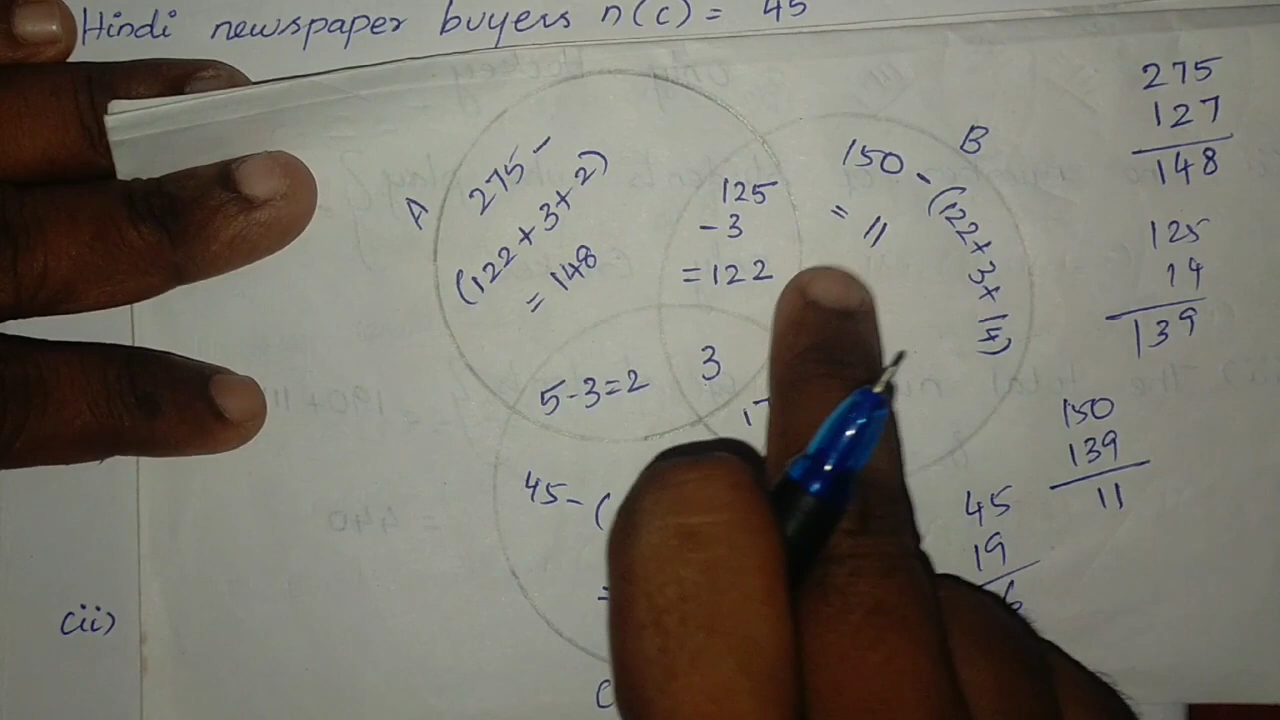 Hindi newspaper buyers n(c) = 45
A
275 -
(122 + 3 + 2)
= 148
125
- 3
= 122
B
150 - (122 + 3 + 14)
= 11
5 - 3 = 2
3
45 - (
=
C
275
127
148
125
14
139
150
139
11
45
19
6
(ii)